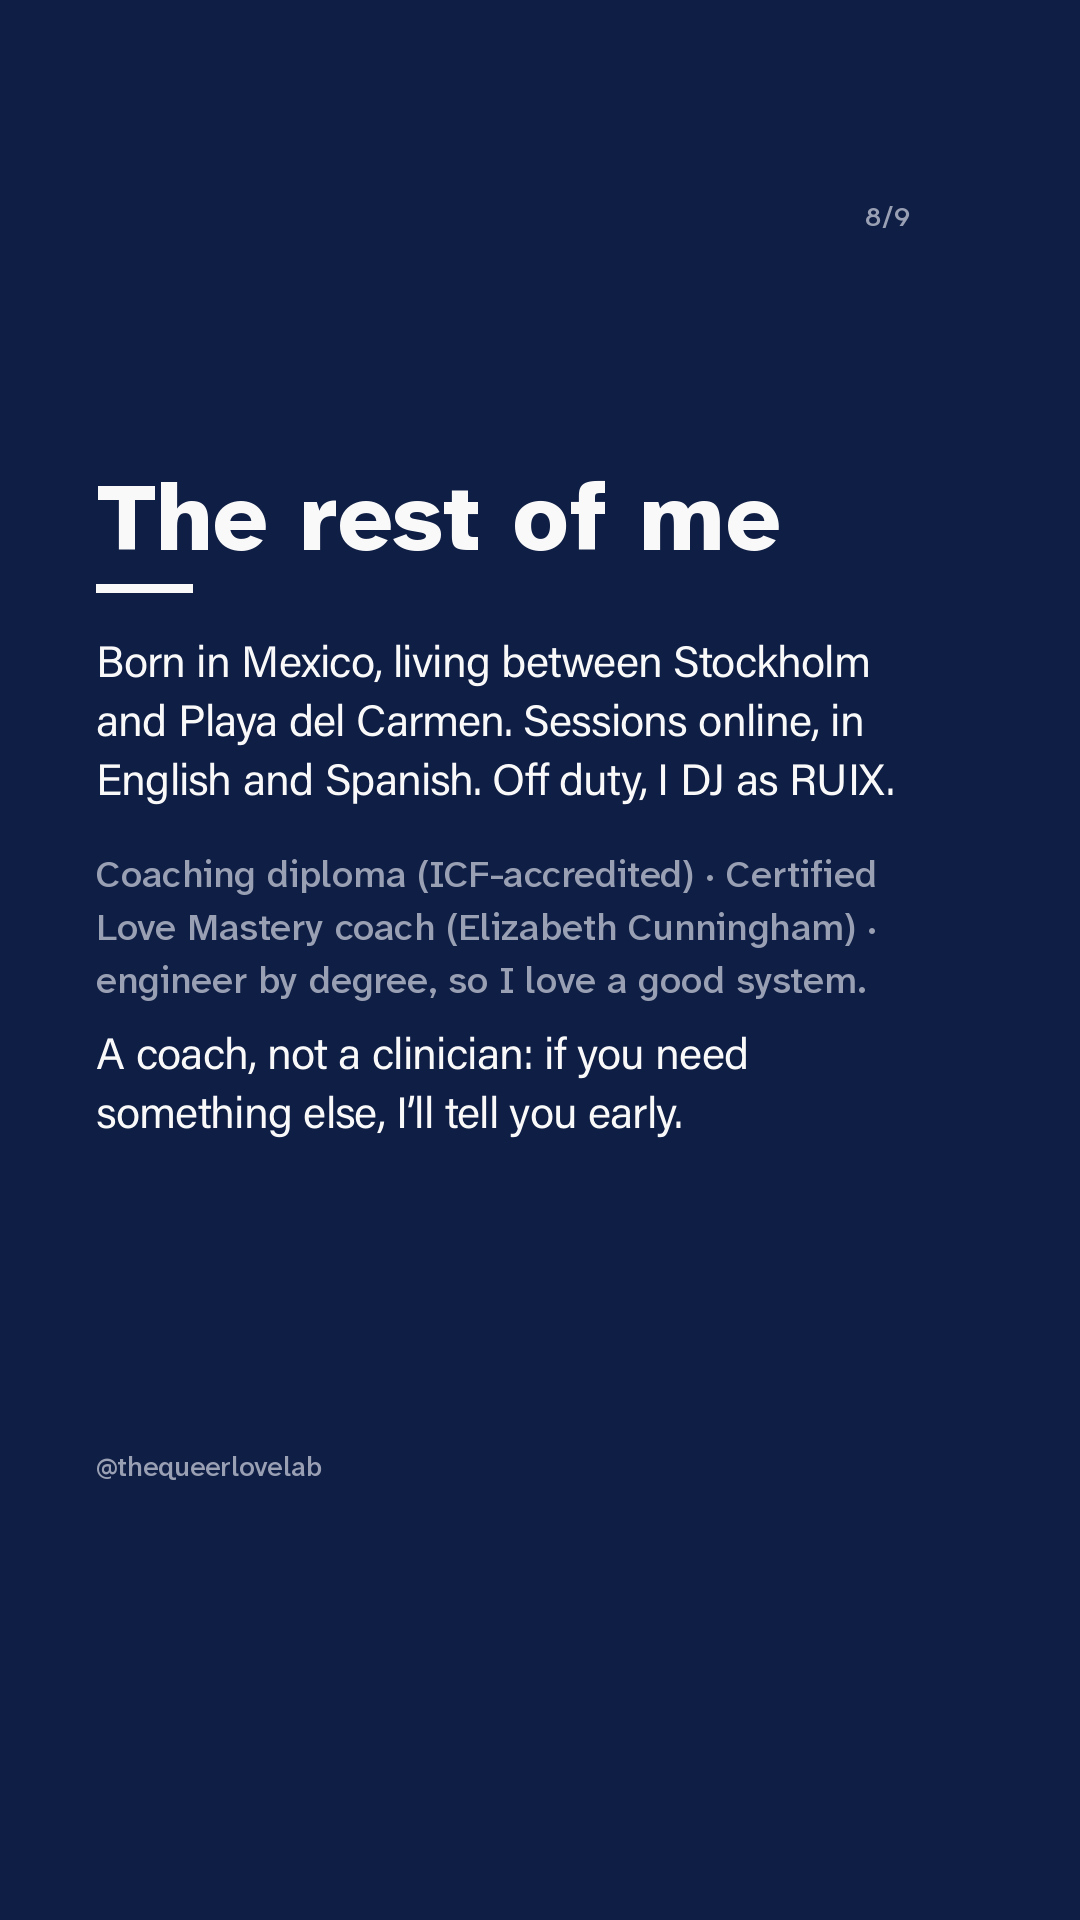 8/9
The rest of me
Born in Mexico, living between Stockholm
and Playa del Carmen. Sessions online, in
English and Spanish. Off duty, I DJ as RUIX.
Coaching diploma (ICF-accredited) · Certified
Love Mastery coach (Elizabeth Cunningham) ·
engineer by degree, so I love a good system.
A coach, not a clinician: if you need
something else, I’ll tell you early.
@thequeerlovelab